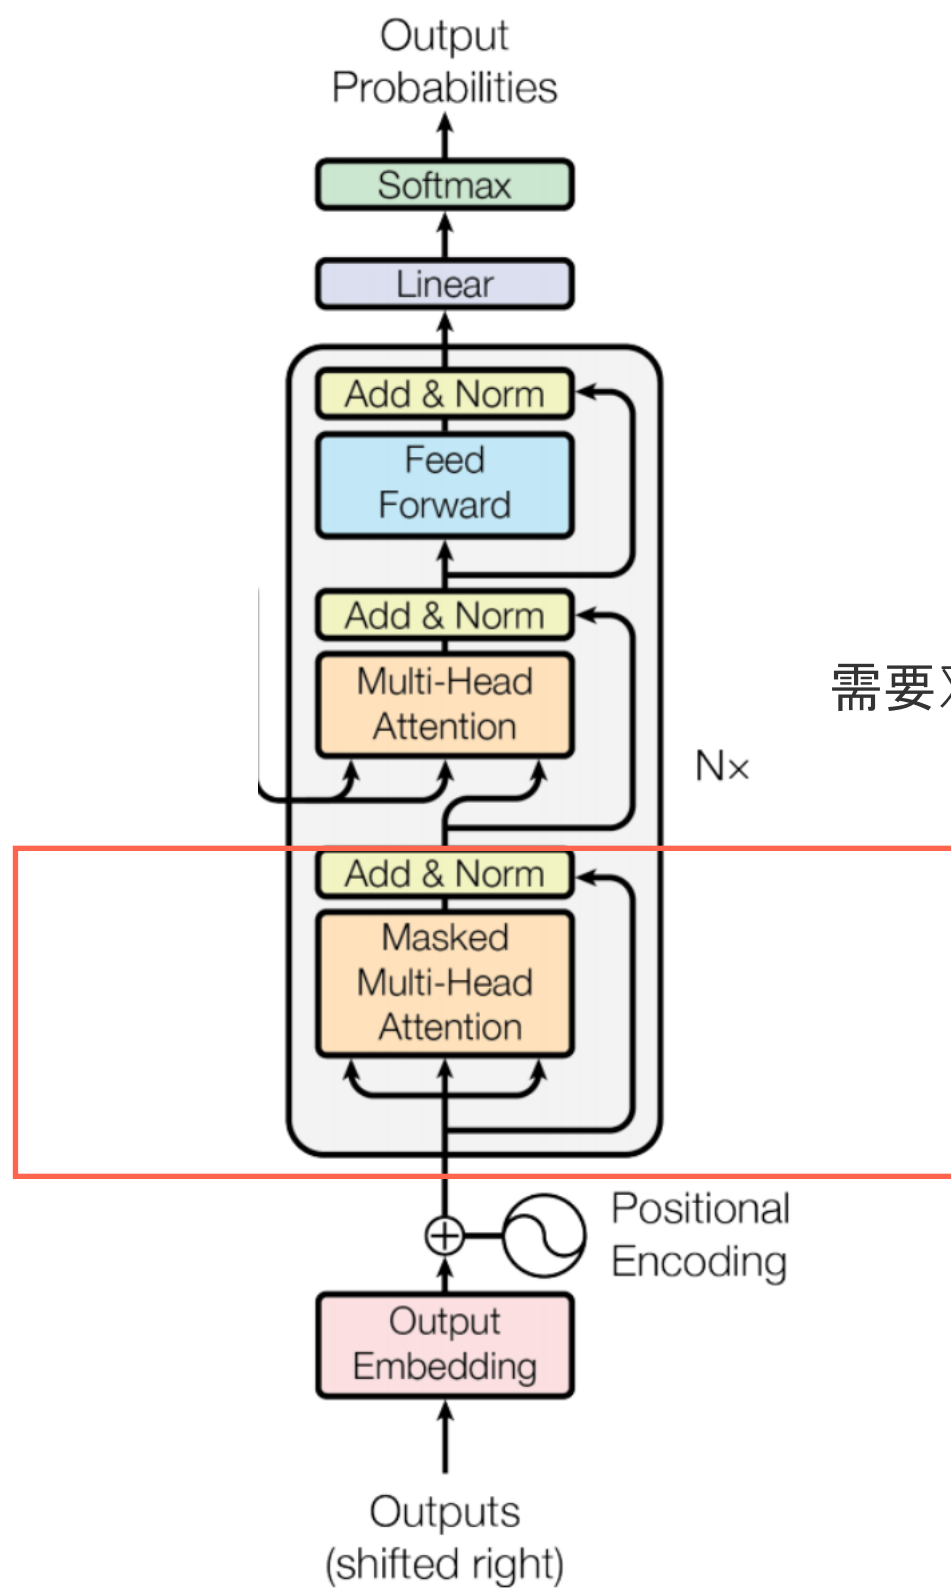 Output
Probabilities
Softmax
Linear
Add & Norm
Feed
Forward
Add & Norm
Multi-Head
Attention
需要
N×
Add & Norm
Masked
Multi-Head
Attention
Positional
Encoding
Output
Embedding
Outputs
(shifted right)